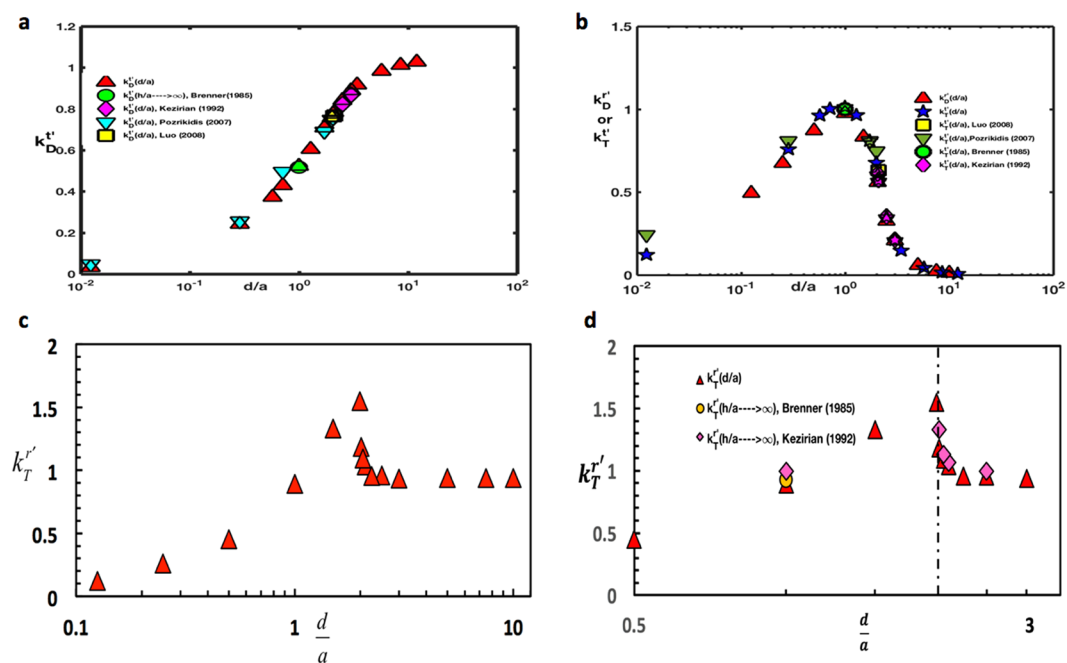 a
1.2
1
0.8
k_D^t'
0.6
0.4
0.2
0
10^-2
10^-1
d/a
10^0
10^1
10^2
k_D^t'(d/a)
k_D^t'(h/a---->∞), Brenner(1985)
k_D^t'(d/a), Kezirian (1992)
k_D^t'(d/a), Pozrikidis (2007)
k_D^t'(d/a), Luo (2008)
b
1.5
k_D^r'
or
k_T^t'
1
0.5
0
10^-2
10^-1
d/a
10^0
10^1
10^2
k_D^r'(d/a)
k_T^t'(d/a)
k_T^t'(d/a), Luo (2008)
k_T^t'(d/a),Pozrikidis (2007)
k_T^t'(d/a), Brenner (1985)
k_T^t'(d/a), Kezirian (1992)
c
2
1.5
k_T^r'
1
0.5
0
0.1
1
d
a
10
d
2
1.5
k_T^r'
1
0.5
0
0.5
d
a
3
k_T^r'(d/a)
k_T^r'(h/a---->∞), Brenner (1985)
k_T^r'(h/a---->∞), Kezirian (1992)